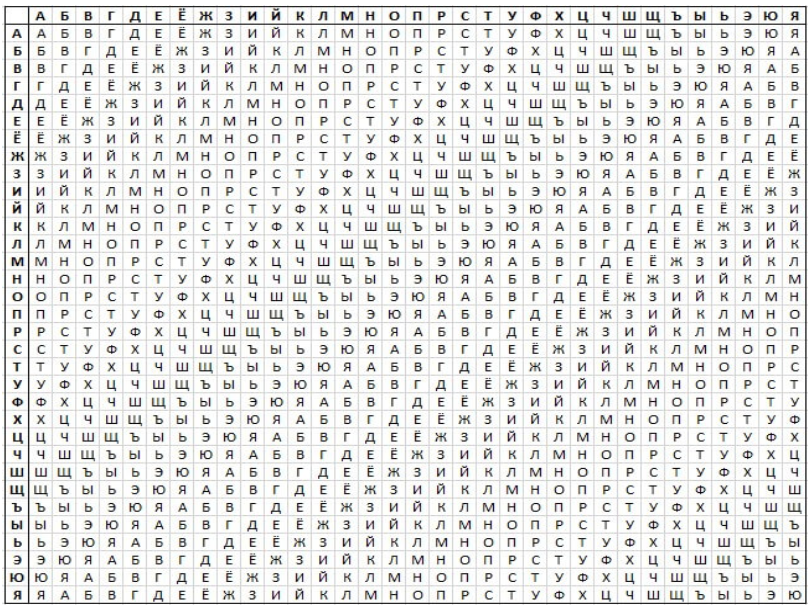 А Б В Г Д Е Ё Ж З И Й К Л М Н О П Р С Т У Ф Х Ц Ч Ш Щ Ъ Ы Ь Э Ю Я
А А Б В Г Д Е Ё Ж З И Й К Л М Н О П Р С Т У Ф Х Ц Ч Ш Щ Ъ Ы Ь Э Ю Я
Б Б В Г Д Е Ё Ж З И Й К Л М Н О П Р С Т У Ф Х Ц Ч Ш Щ Ъ Ы Ь Э Ю Я А
В В Г Д Е Ё Ж З И Й К Л М Н О П Р С Т У Ф Х Ц Ч Ш Щ Ъ Ы Ь Э Ю Я А Б
Г Г Д Е Ё Ж З И Й К Л М Н О П Р С Т У Ф Х Ц Ч Ш Щ Ъ Ы Ь Э Ю Я А Б В
Д Д Е Ё Ж З И Й К Л М Н О П Р С Т У Ф Х Ц Ч Ш Щ Ъ Ы Ь Э Ю Я А Б В Г
Е Е Ё Ж З И Й К Л М Н О П Р С Т У Ф Х Ц Ч Ш Щ Ъ Ы Ь Э Ю Я А Б В Г Д
Ё Ё Ж З И Й К Л М Н О П Р С Т У Ф Х Ц Ч Ш Щ Ъ Ы Ь Э Ю Я А Б В Г Д Е
Ж Ж З И Й К Л М Н О П Р С Т У Ф Х Ц Ч Ш Щ Ъ Ы Ь Э Ю Я А Б В Г Д Е Ё
З З И Й К Л М Н О П Р С Т У Ф Х Ц Ч Ш Щ Ъ Ы Ь Э Ю Я А Б В Г Д Е Ё Ж
И И Й К Л М Н О П Р С Т У Ф Х Ц Ч Ш Щ Ъ Ы Ь Э Ю Я А Б В Г Д Е Ё Ж З
Й Й К Л М Н О П Р С Т У Ф Х Ц Ч Ш Щ Ъ Ы Ь Э Ю Я А Б В Г Д Е Ё Ж З И
К К Л М Н О П Р С Т У Ф Х Ц Ч Ш Щ Ъ Ы Ь Э Ю Я А Б В Г Д Е Ё Ж З И Й
Л Л М Н О П Р С Т У Ф Х Ц Ч Ш Щ Ъ Ы Ь Э Ю Я А Б В Г Д Е Ё Ж З И Й К
М М Н О П Р С Т У Ф Х Ц Ч Ш Щ Ъ Ы Ь Э Ю Я А Б В Г Д Е Ё Ж З И Й К Л
Н Н О П Р С Т У Ф Х Ц Ч Ш Щ Ъ Ы Ь Э Ю Я А Б В Г Д Е Ё Ж З И Й К Л М
О О П Р С Т У Ф Х Ц Ч Ш Щ Ъ Ы Ь Э Ю Я А Б В Г Д Е Ё Ж З И Й К Л М Н
П П Р С Т У Ф Х Ц Ч Ш Щ Ъ Ы Ь Э Ю Я А Б В Г Д Е Ё Ж З И Й К Л М Н О
Р Р С Т У Ф Х Ц Ч Ш Щ Ъ Ы Ь Э Ю Я А Б В Г Д Е Ё Ж З И Й К Л М Н О П
С С Т У Ф Х Ц Ч Ш Щ Ъ Ы Ь Э Ю Я А Б В Г Д Е Ё Ж З И Й К Л М Н О П Р
Т Т У Ф Х Ц Ч Ш Щ Ъ Ы Ь Э Ю Я А Б В Г Д Е Ё Ж З И Й К Л М Н О П Р С
У У Ф Х Ц Ч Ш Щ Ъ Ы Ь Э Ю Я А Б В Г Д Е Ё Ж З И Й К Л М Н О П Р С Т
Ф Ф Х Ц Ч Ш Щ Ъ Ы Ь Э Ю Я А Б В Г Д Е Ё Ж З И Й К Л М Н О П Р С Т У
Х Х Ц Ч Ш Щ Ъ Ы Ь Э Ю Я А Б В Г Д Е Ё Ж З И Й К Л М Н О П Р С Т У Ф
Ц Ц Ч Ш Щ Ъ Ы Ь Э Ю Я А Б В Г Д Е Ё Ж З И Й К Л М Н О П Р С Т У Ф Х
Ч Ч Ш Щ Ъ Ы Ь Э Ю Я А Б В Г Д Е Ё Ж З И Й К Л М Н О П Р С Т У Ф Х Ц
Ш Ш Щ Ъ Ы Ь Э Ю Я А Б В Г Д Е Ё Ж З И Й К Л М Н О П Р С Т У Ф Х Ц Ч
Щ Щ Ъ Ы Ь Э Ю Я А Б В Г Д Е Ё Ж З И Й К Л М Н О П Р С Т У Ф Х Ц Ч Ш
Ъ Ъ Ы Ь Э Ю Я А Б В Г Д Е Ё Ж З И Й К Л М Н О П Р С Т У Ф Х Ц Ч Ш Щ
Ы Ы Ь Э Ю Я А Б В Г Д Е Ё Ж З И Й К Л М Н О П Р С Т У Ф Х Ц Ч Ш Щ Ъ
Ь Ь Э Ю Я А Б В Г Д Е Ё Ж З И Й К Л М Н О П Р С Т У Ф Х Ц Ч Ш Щ Ъ Ы
Э Э Ю Я А Б В Г Д Е Ё Ж З И Й К Л М Н О П Р С Т У Ф Х Ц Ч Ш Щ Ъ Ы Ь
Ю Ю Я А Б В Г Д Е Ё Ж З И Й К Л М Н О П Р С Т У Ф Х Ц Ч Ш Щ Ъ Ы Ь Э
Я Я А Б В Г Д Е Ё Ж З И Й К Л М Н О П Р С Т У Ф Х Ц Ч Ш Щ Ъ Ы Ь Э Ю